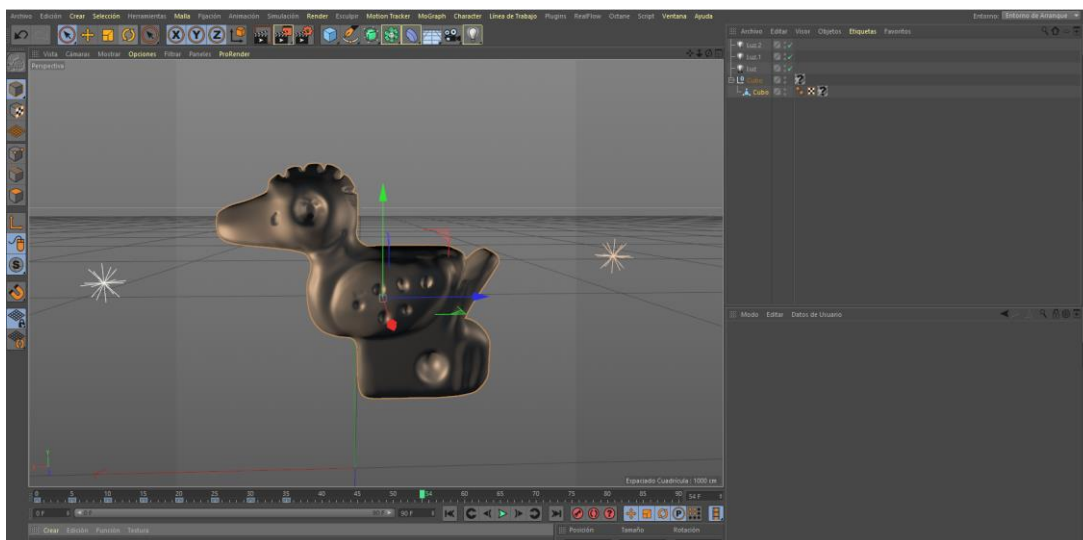 Archivo Edición Crear Selección Herramientas Malla Fijación Animación Simulación Render Esculpir Motion Tracker MoGraph Character Línea de Trabajo Plugins RealFlow Octane Script Ventana Ayuda Entorno: Entorno de Arranque
X Y Z
Vista Cámaras Mostrar Opciones Filtrar Paneles ProRender
Archivo Editar Visor Objetos Etiquetas Favoritos
Perspectiva
Luz.2
Luz.1
Luz
Cubo
Cubo
S
Modo Editar Datos de Usuario
Espaciado Cuadrícula : 1000 cm
0 5 10 15 20 25 30 35 40 45 50 54 60 65 70 75 80 85 90 54 F
0 F 0 F 90 F 90 F P
Crear Edición Función Textura Posición Tamaño Rotación